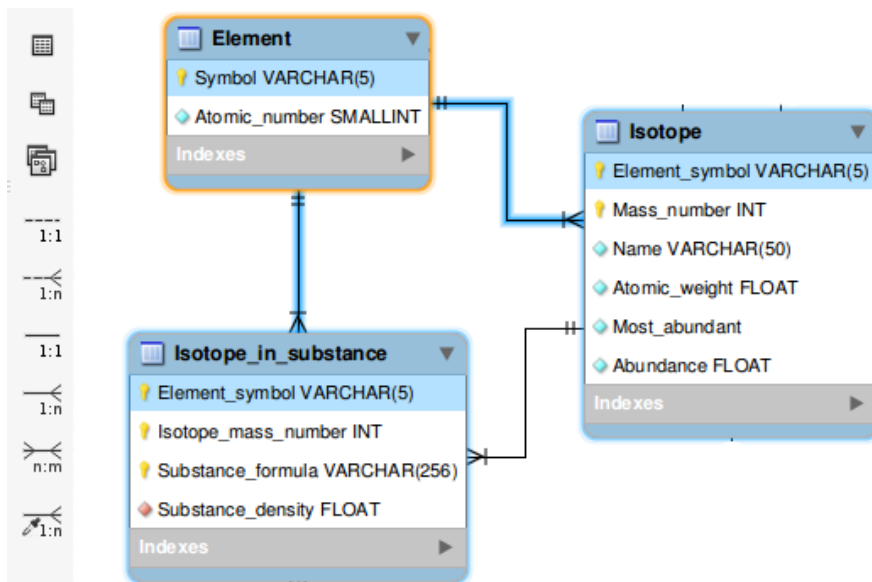 Element
Symbol VARCHAR(5)
Atomic_number SMALLINT
Indexes
Isotope
Element_symbol VARCHAR(5)
Mass_number INT
Name VARCHAR(50)
Atomic_weight FLOAT
Most_abundant
Abundance FLOAT
Indexes
Isotope_in_substance
Element_symbol VARCHAR(5)
Isotope_mass_number INT
Substance_formula VARCHAR(256)
Substance_density FLOAT
Indexes
1:1
1:n
1:1
1:n
n:m
1:n